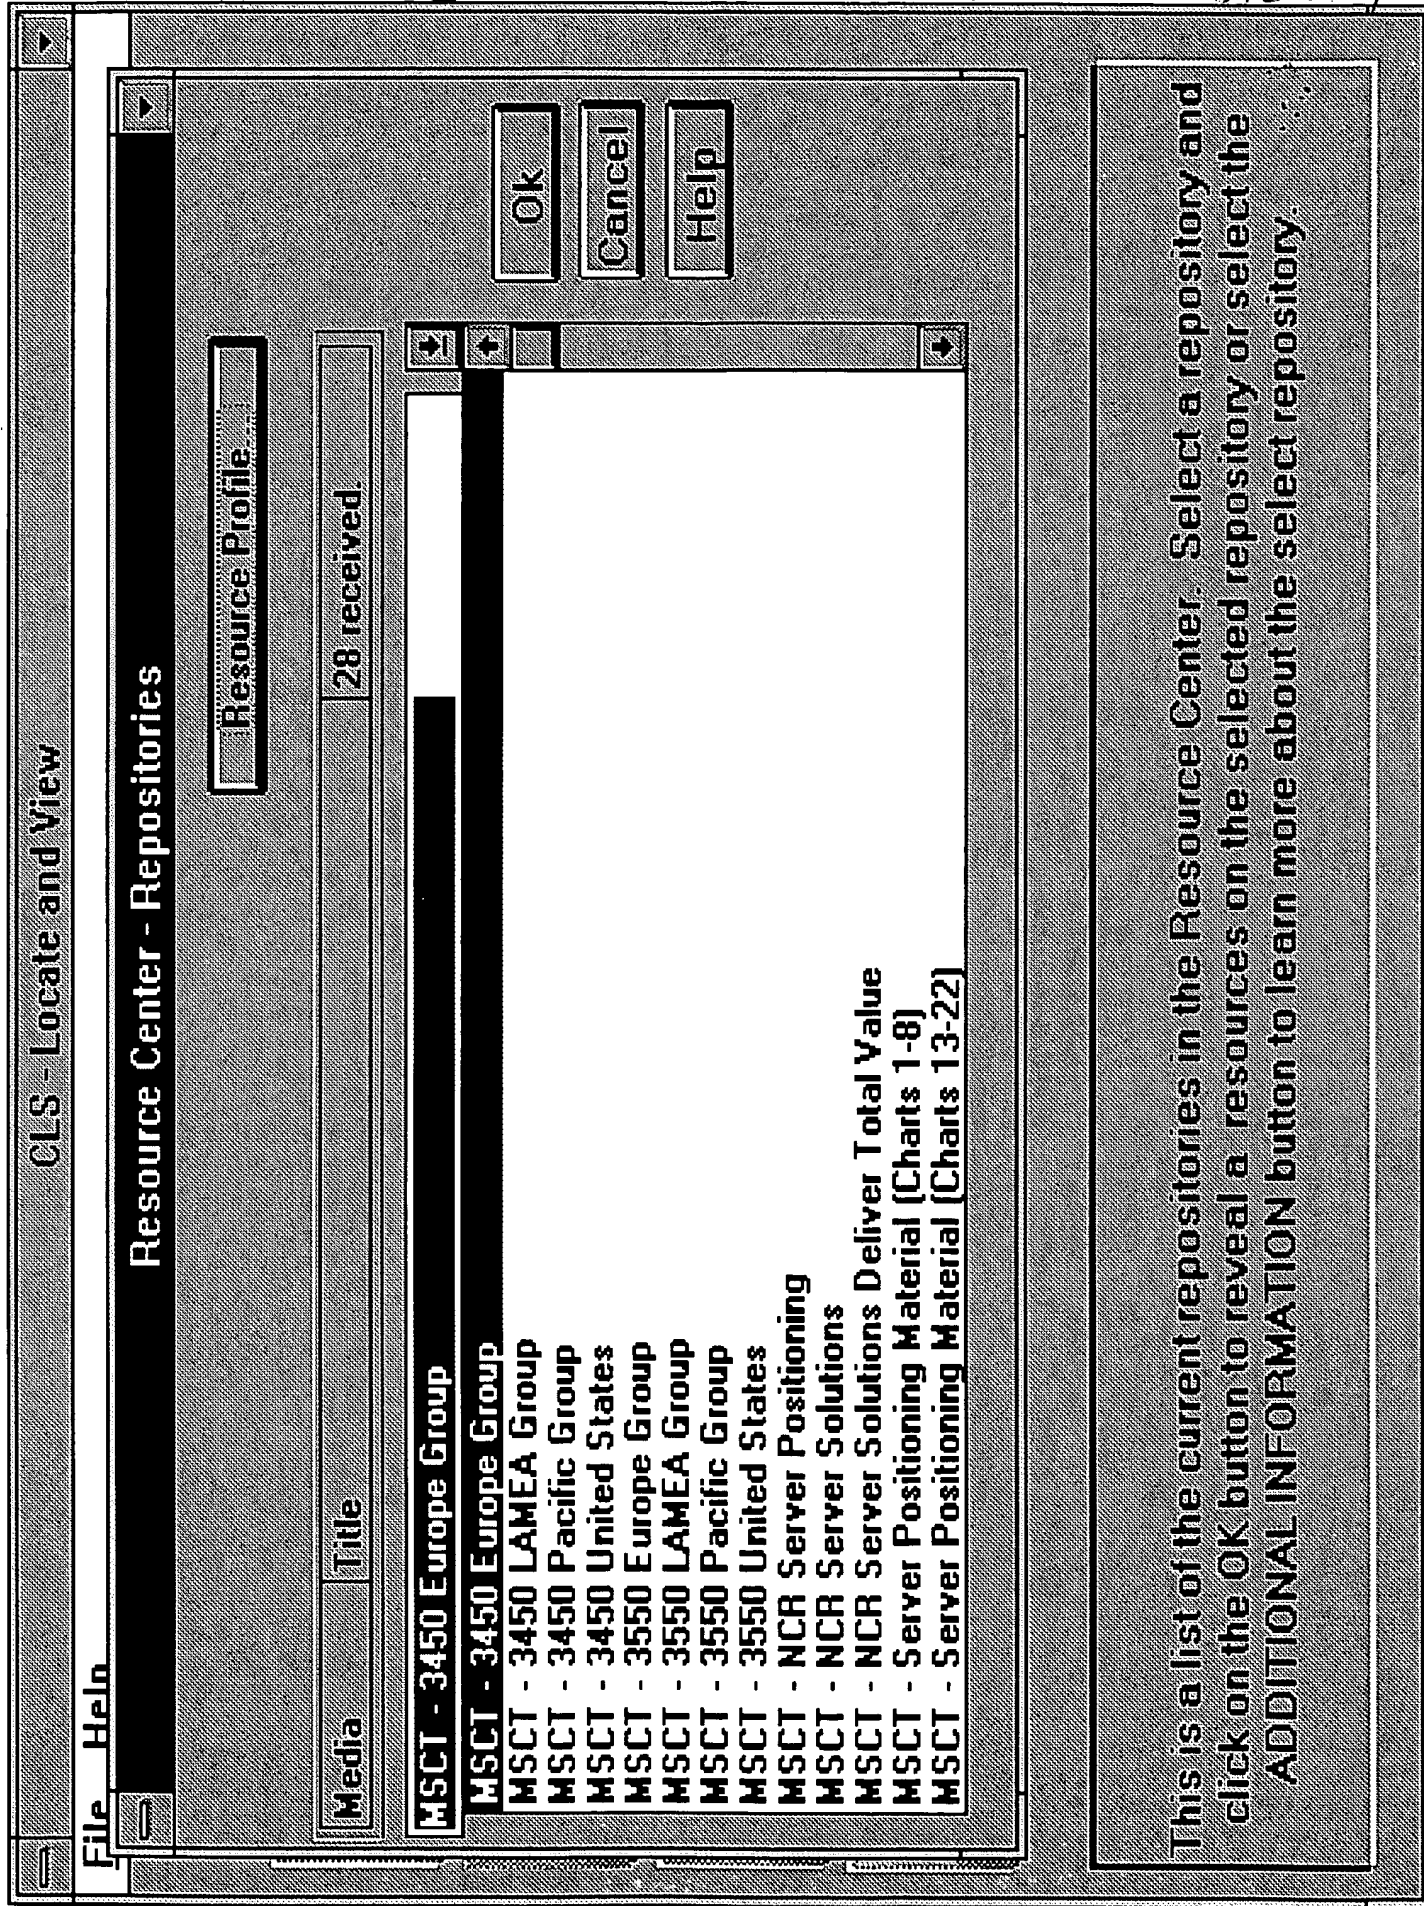 CLS - Locate and View
File Help
Resource Center - Repositories
Resource Profile...
Media Title 28 received.
MSCT - 3450 Europe Group
MSCT - 3450 Europe Group
MSCT - 3450 LAMEA Group
MSCT - 3450 Pacific Group
MSCT - 3450 United States
MSCT - 3550 Europe Group
MSCT - 3550 LAMEA Group
MSCT - 3550 Pacific Group
MSCT - 3550 United States
MSCT - NCR Server Positioning
MSCT - NCR Server Solutions
MSCT - NCR Server Solutions Deliver Total Value
MSCT - Server Positioning Material (Charts 1-8)
MSCT - Server Positioning Material (Charts 13-22)
Ok
Cancel
Help
This is a list of the current repositories in the Resource Center. Select a repository and
click on the OK button to reveal a resources on the selected repository or select the
ADDITIONAL INFORMATION button to learn more about the select repository.